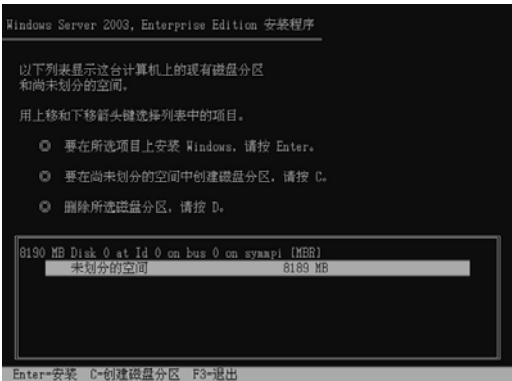 Windows Server 2003, Enterprise Edition 安装程序
以下列表显示这台计算机上的现有磁盘分区
和尚未划分的空间。
用上移和下移箭头键选择列表中的项目。
◎ 要在所选项目上安装 Windows，请按 Enter。
◎ 要在尚未划分的空间中创建磁盘分区，请按 C。
◎ 删除所选磁盘分区，请按 D。
8190 MB Disk 0 at Id 0 on bus 0 on symmpi [MBR]
未划分的空间 8189 MB
Enter=安装 C=创建磁盘分区 F3=退出